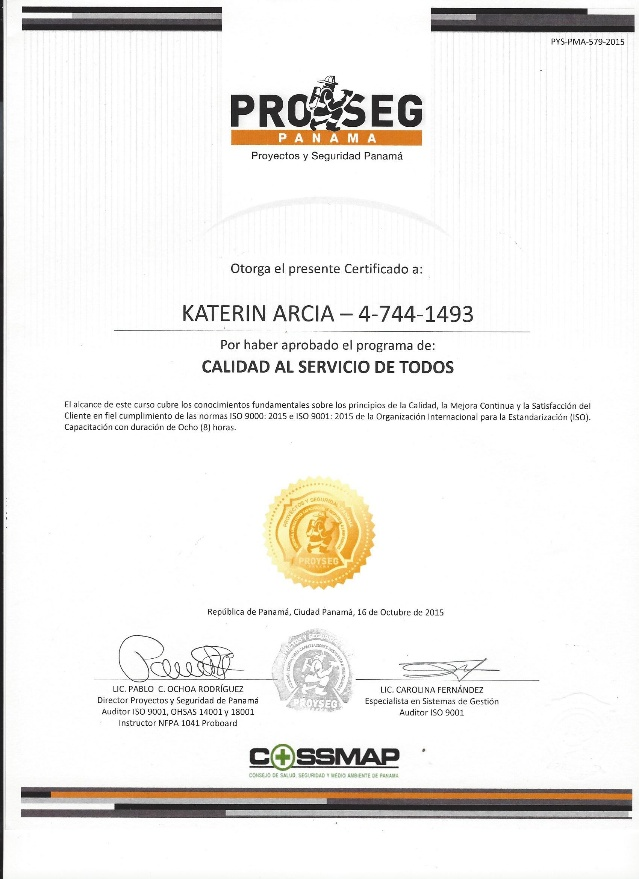 PYS-PMA-579-2015
PROYSEG
PANAMA
Proyectos y Seguridad Panamá
Otorga el presente Certificado a:
KATERIN ARCIA – 4-744-1493
Por haber aprobado el programa de:
CALIDAD AL SERVICIO DE TODOS
El alcance de este curso cubre los conocimientos fundamentales sobre los principios de la Calidad, la Mejora Continua y la Satisfacción del
Cliente en fiel cumplimiento de las normas ISO 9000: 2015 e ISO 9001: 2015 de la Organización Internacional para la Estandarización (ISO).
Capacitación con duración de Ocho (8) horas.
PROYECTOS Y SEGURIDAD
PROYSEG
República de Panamá, Ciudad Panamá, 16 de Octubre de 2015
PROYSEG
LIC. PABLO C. OCHOA RODRÍGUEZ
Director Proyectos y Seguridad de Panamá
Auditor ISO 9001, OHSAS 14001 y 18001
Instructor NFPA 1041 Proboard
LIC. CAROLINA FERNÁNDEZ
Especialista en Sistemas de Gestión
Auditor ISO 9001
COSSMAP
CONSEJO DE SALUD, SEGURIDAD Y MEDIO AMBIENTE DE PANAMÁ